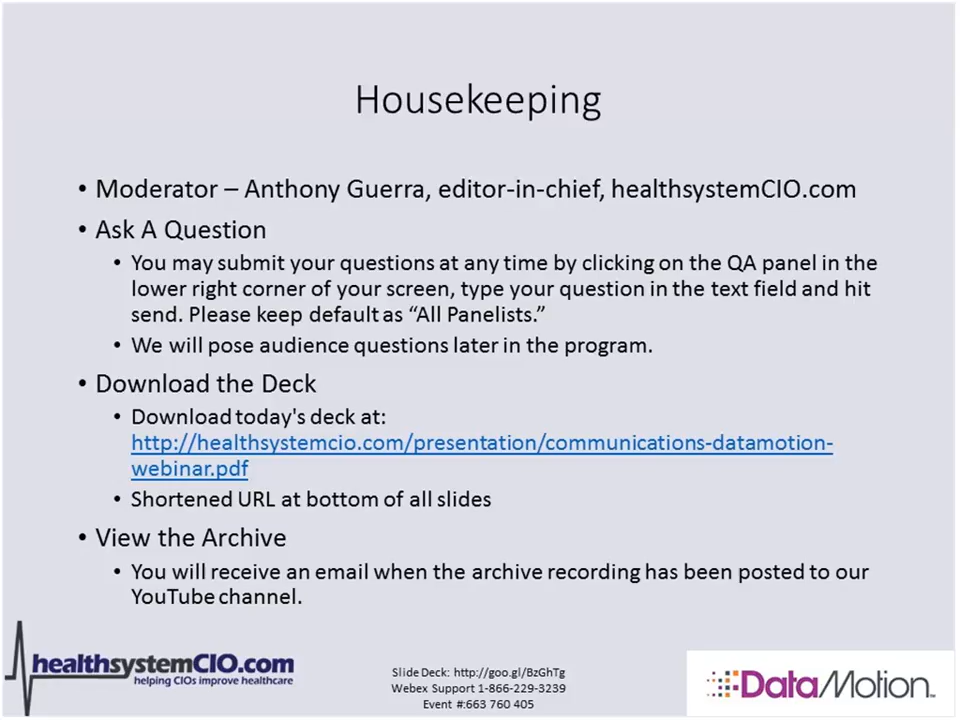 Housekeeping
• Moderator – Anthony Guerra, editor-in-chief, healthsystemCIO.com
• Ask A Question
• You may submit your questions at any time by clicking on the QA panel in the
lower right corner of your screen, type your question in the text field and hit
send. Please keep default as “All Panelists.”
• We will pose audience questions later in the program.
• Download the Deck
• Download today's deck at:
http://healthsystemcio.com/presentation/communications-datamotion-
webinar.pdf
• Shortened URL at bottom of all slides
• View the Archive
• You will receive an email when the archive recording has been posted to our
YouTube channel.
healthsystemCIO.com
helping CIOs improve healthcare
Slide Deck: http://goo.gl/BzGhTg
Webex Support 1-866-229-3239
Event #:663 760 405
DataMotion